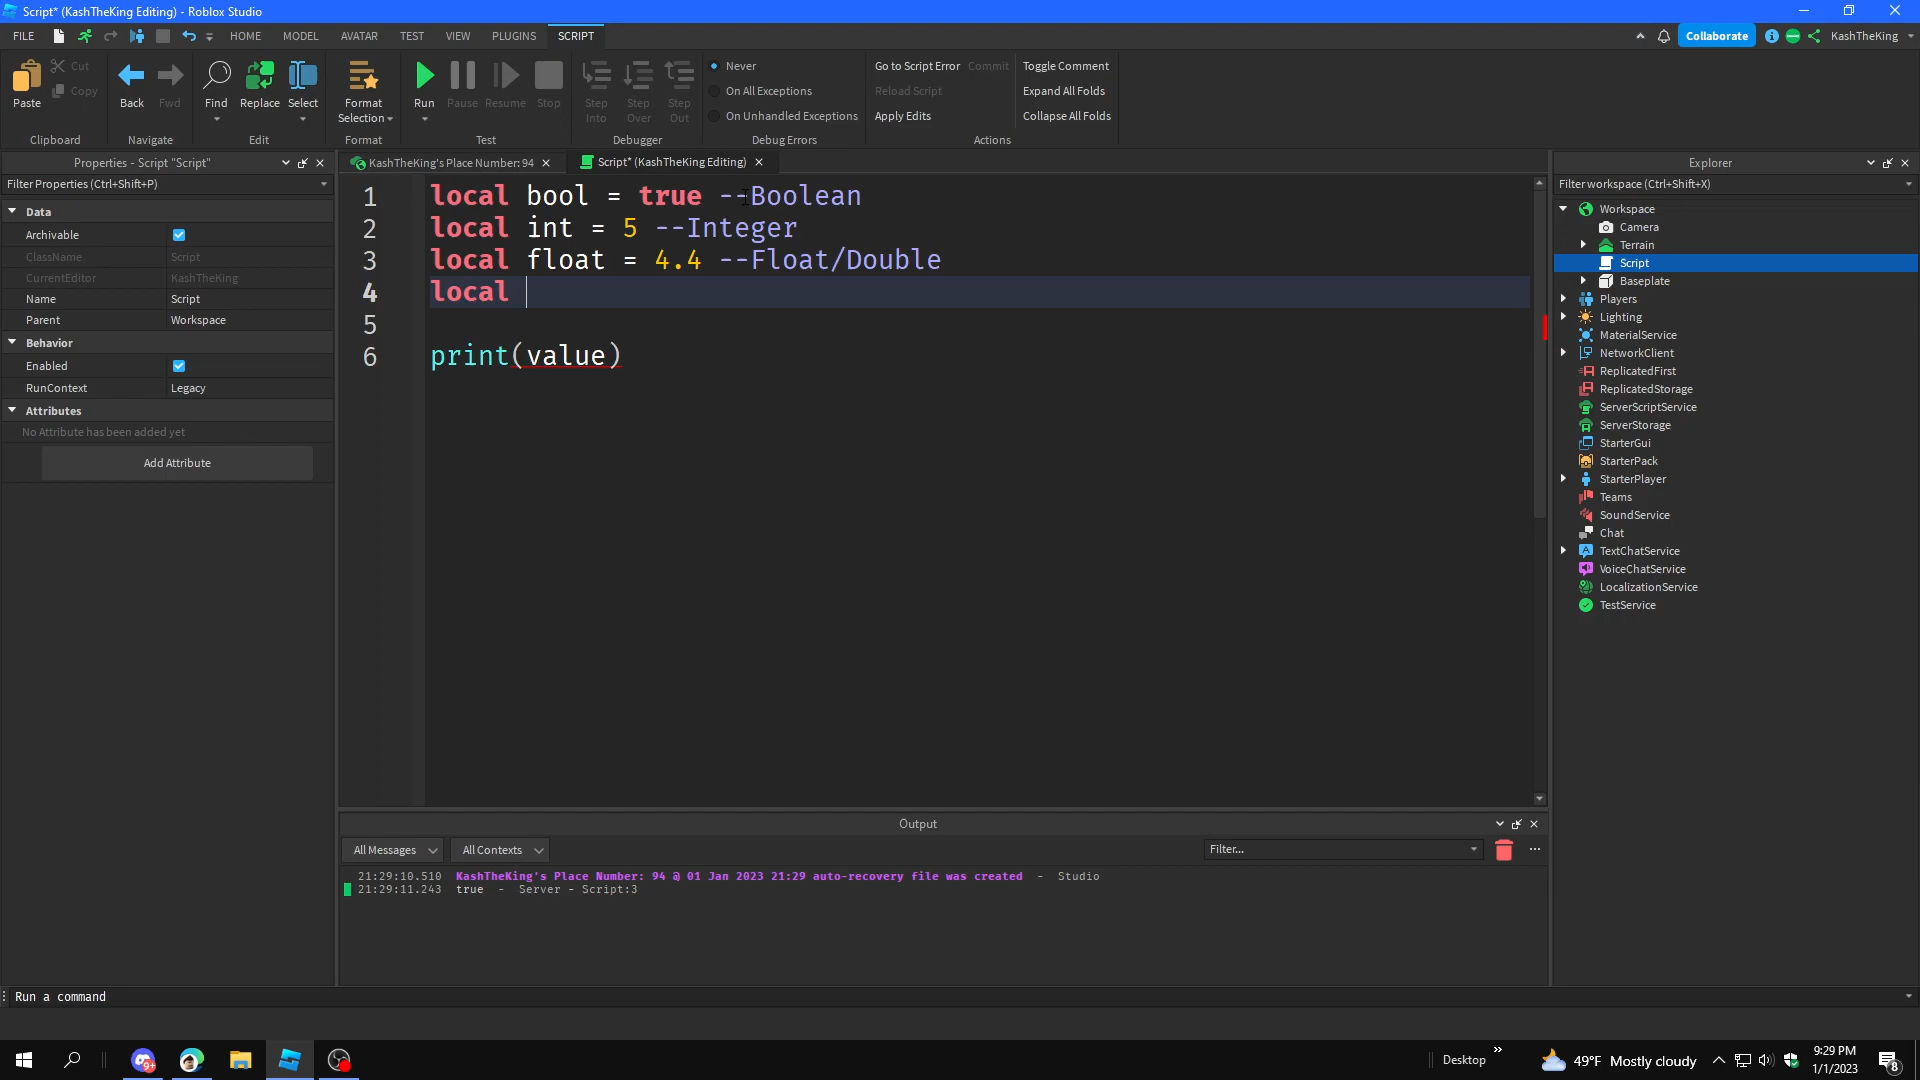 Script* (KashTheKing Editing) - Roblox Studio
FILE HOME MODEL AVATAR TEST VIEW PLUGINS SCRIPT Collaborate KashTheKing
Paste Cut Copy Clipboard
Back Fwd Navigate
Find Replace Select Edit
Format Selection Format
Run Pause Resume Stop Test
Step Into Step Over Step Out Debugger
Never
On All Exceptions
On Unhandled Exceptions
Debug Errors
Go to Script Error Commit
Reload Script
Apply Edits
Toggle Comment
Expand All Folds
Collapse All Folds
Actions
Properties - Script "Script"
Filter Properties (Ctrl+Shift+P)
Data
Archivable
ClassName Script
CurrentEditor KashTheKing
Name Script
Parent Workspace
Behavior
Enabled
RunContext Legacy
Attributes
No Attribute has been added yet
Add Attribute
KashTheKing's Place Number: 94 Script* (KashTheKing Editing)
1 local bool = true --Boolean
2 local int = 5 --Integer
3 local float = 4.4 --Float/Double
4 local
5
6 print(value)
Output
All Messages All Contexts Filter...
21:29:10.510 KashTheKing's Place Number: 94 @ 01 Jan 2023 21:29 auto-recovery file was created - Studio
21:29:11.243 true - Server - Script:3
Explorer
Filter workspace (Ctrl+Shift+X)
Workspace
Camera
Terrain
Script
Baseplate
Players
Lighting
MaterialService
NetworkClient
ReplicatedFirst
ReplicatedStorage
ServerScriptService
ServerStorage
StarterGui
StarterPack
StarterPlayer
Teams
SoundService
Chat
TextChatService
VoiceChatService
LocalizationService
TestService
Run a command
9+
Desktop 49°F Mostly cloudy 9:29 PM
1/1/2023
8